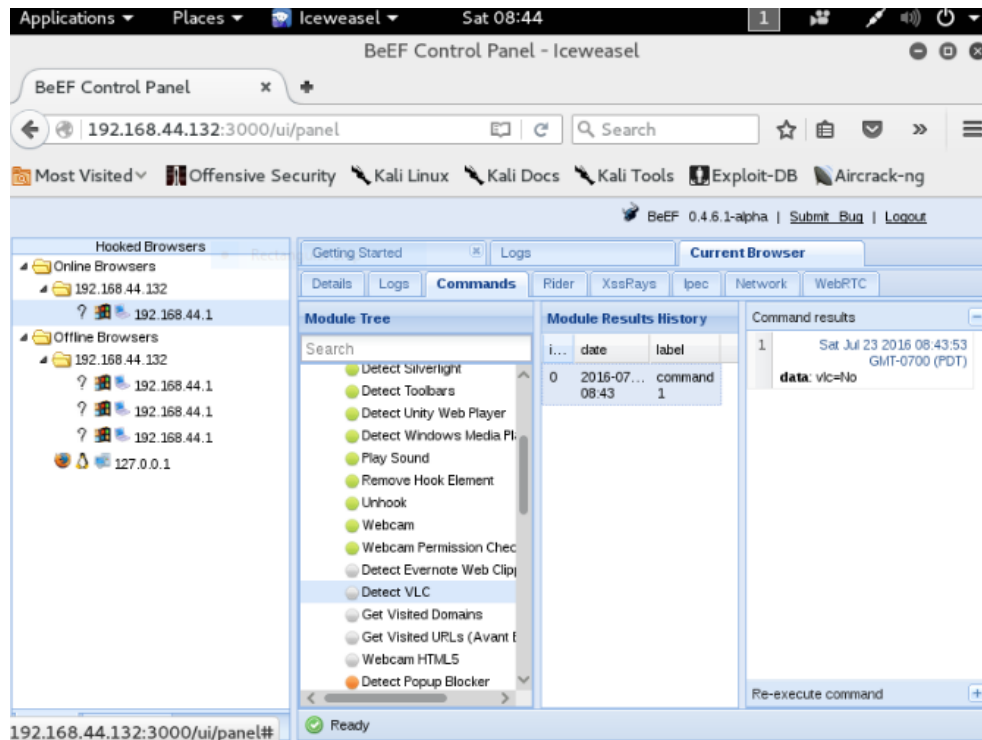 Applications Places Iceweasel Sat 08:44 1
BeEF Control Panel - Iceweasel
BeEF Control Panel
192.168.44.132:3000/ui/panel Search
Most Visited Offensive Security Kali Linux Kali Docs Kali Tools Exploit-DB Aircrack-ng
BeEF 0.4.6.1-alpha | Submit Bug | Logout
Hooked Browsers
Online Browsers
192.168.44.132
? 192.168.44.1
Offline Browsers
192.168.44.132
? 192.168.44.1
? 192.168.44.1
? 192.168.44.1
127.0.0.1
Getting Started Logs Current Browser
Details Logs Commands Rider XssRays Ipec Network WebRTC
Module Tree
Search
Detect Silverlight
Detect Toolbars
Detect Unity Web Player
Detect Windows Media Pl
Play Sound
Remove Hook Element
Unhook
Webcam
Webcam Permission Chec
Detect Evernote Web Clip
Detect VLC
Get Visited Domains
Get Visited URLs (Avant B
Webcam HTML5
Detect Popup Blocker
Module Results History
i... date label
0 2016-07... command
08:43 1
Command results
1 Sat Jul 23 2016 08:43:53
GMT-0700 (PDT)
data: vlc=No
Re-execute command
Ready
192.168.44.132:3000/ui/panel#